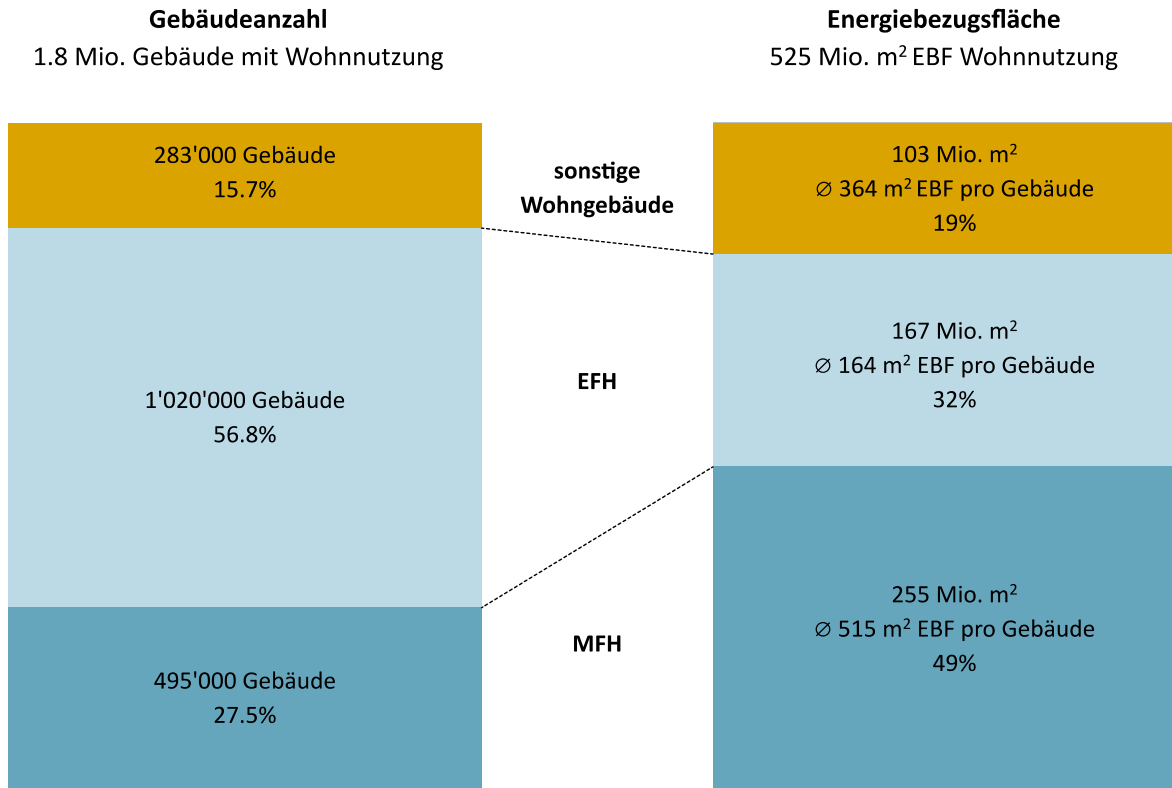 Gebäudeanzahl
1.8 Mio. Gebäude mit Wohnnutzung
Energiebezugsfläche
525 Mio. m² EBF Wohnnutzung
283'000 Gebäude
15.7%
sonstige
Wohngebäude
103 Mio. m²
∅ 364 m² EBF pro Gebäude
19%
1'020'000 Gebäude
56.8%
EFH
167 Mio. m²
∅ 164 m² EBF pro Gebäude
32%
495'000 Gebäude
27.5%
MFH
255 Mio. m²
∅ 515 m² EBF pro Gebäude
49%